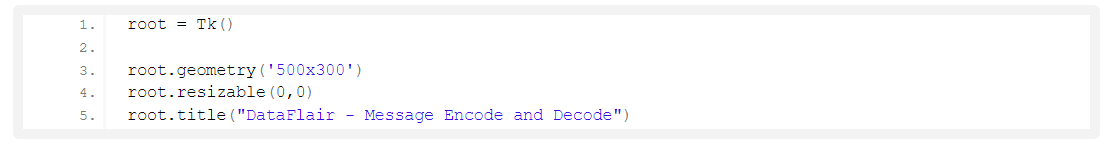 1. root = Tk()
2.
3. root.geometry('500x300')
4. root.resizable(0,0)
5. root.title("DataFlair - Message Encode and Decode")